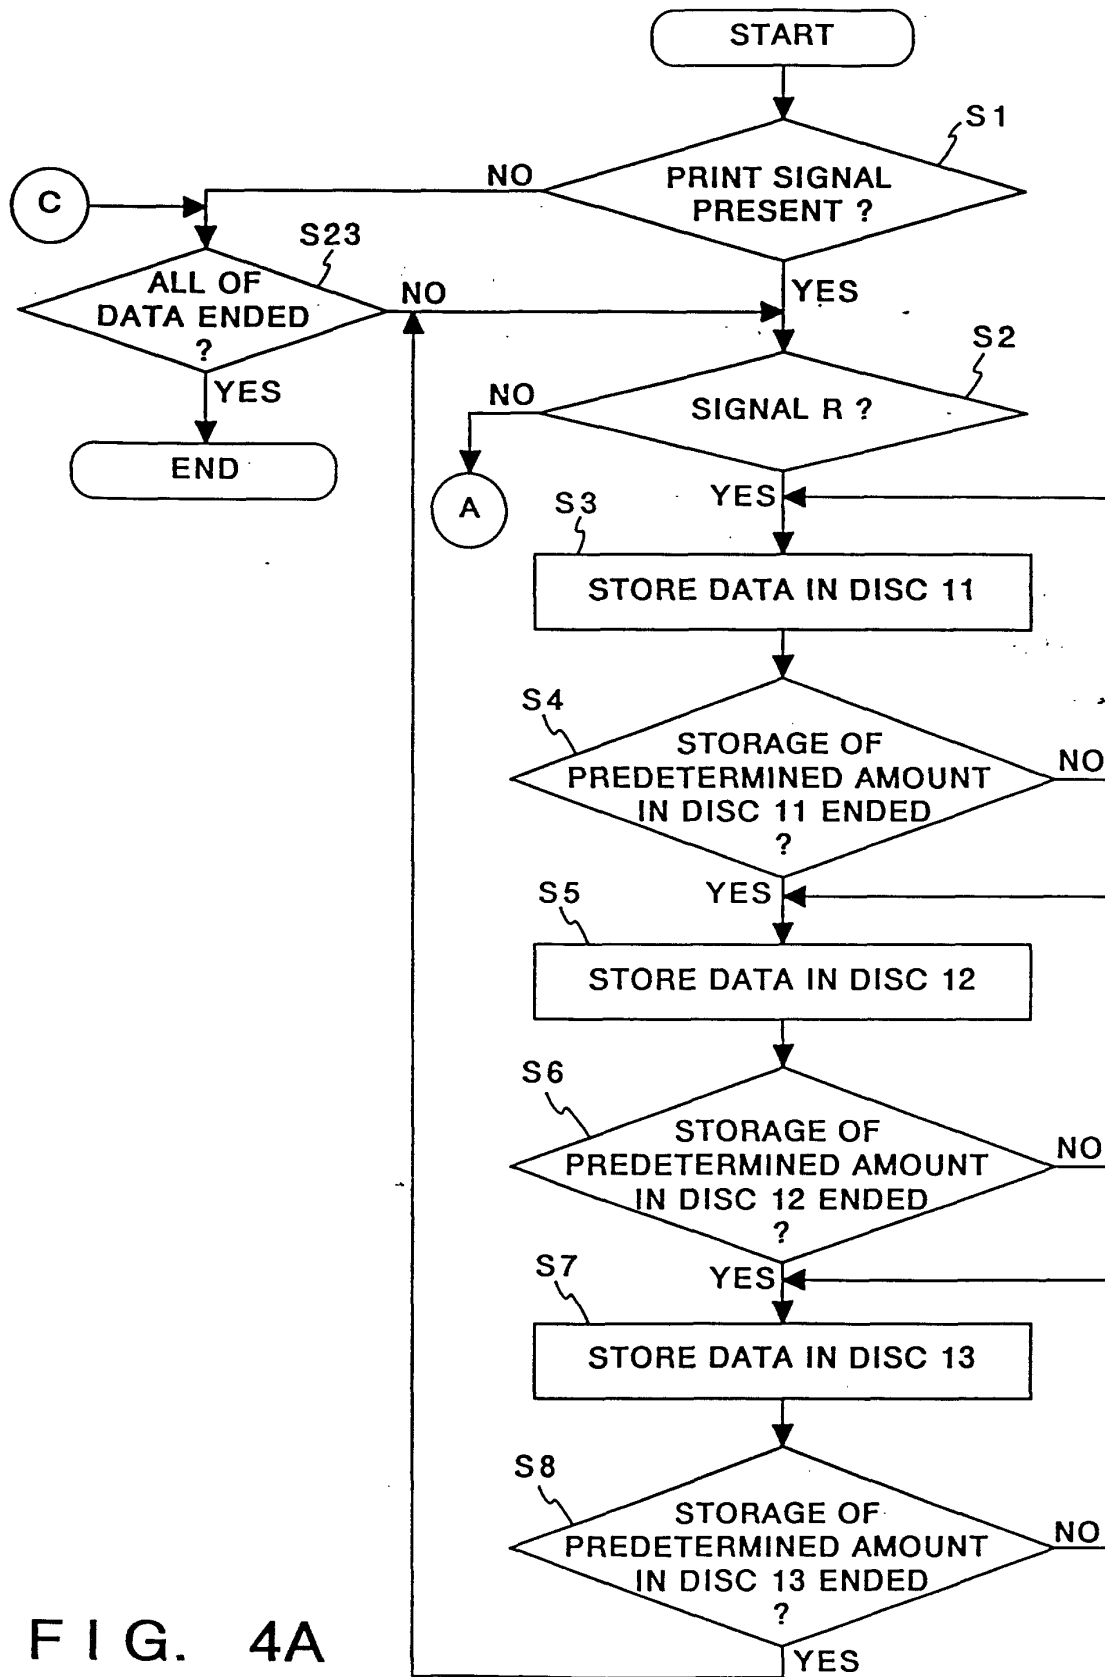 START
S1
PRINT SIGNAL
PRESENT ?
NO
YES
C
S23
ALL OF
DATA ENDED
?
NO
YES
END
S2
SIGNAL R ?
NO
A
YES
S3
STORE DATA IN DISC 11
S4
STORAGE OF
PREDETERMINED AMOUNT
IN DISC 11 ENDED
?
NO
YES
S5
STORE DATA IN DISC 12
S6
STORAGE OF
PREDETERMINED AMOUNT
IN DISC 12 ENDED
?
NO
YES
S7
STORE DATA IN DISC 13
S8
STORAGE OF
PREDETERMINED AMOUNT
IN DISC 13 ENDED
?
NO
YES
FIG. 4A